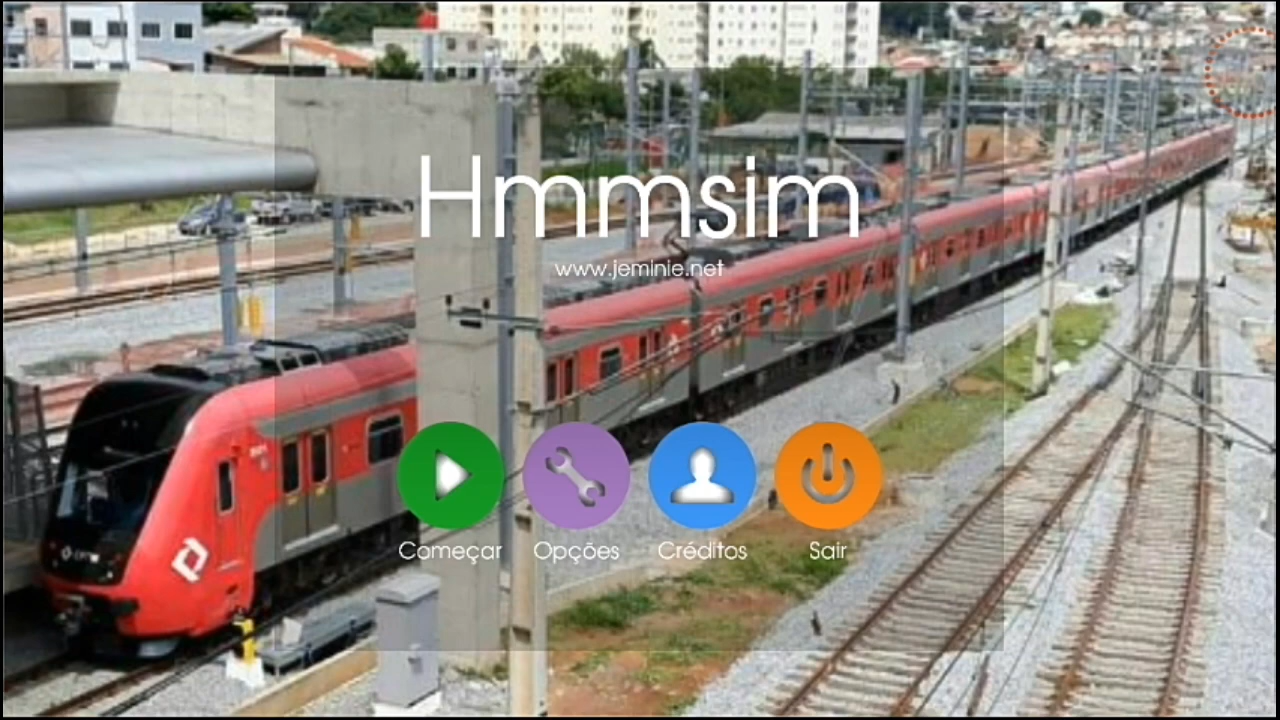 Hmmsim
www.jeminie.net
Começar
Opções
Créditos
Sair